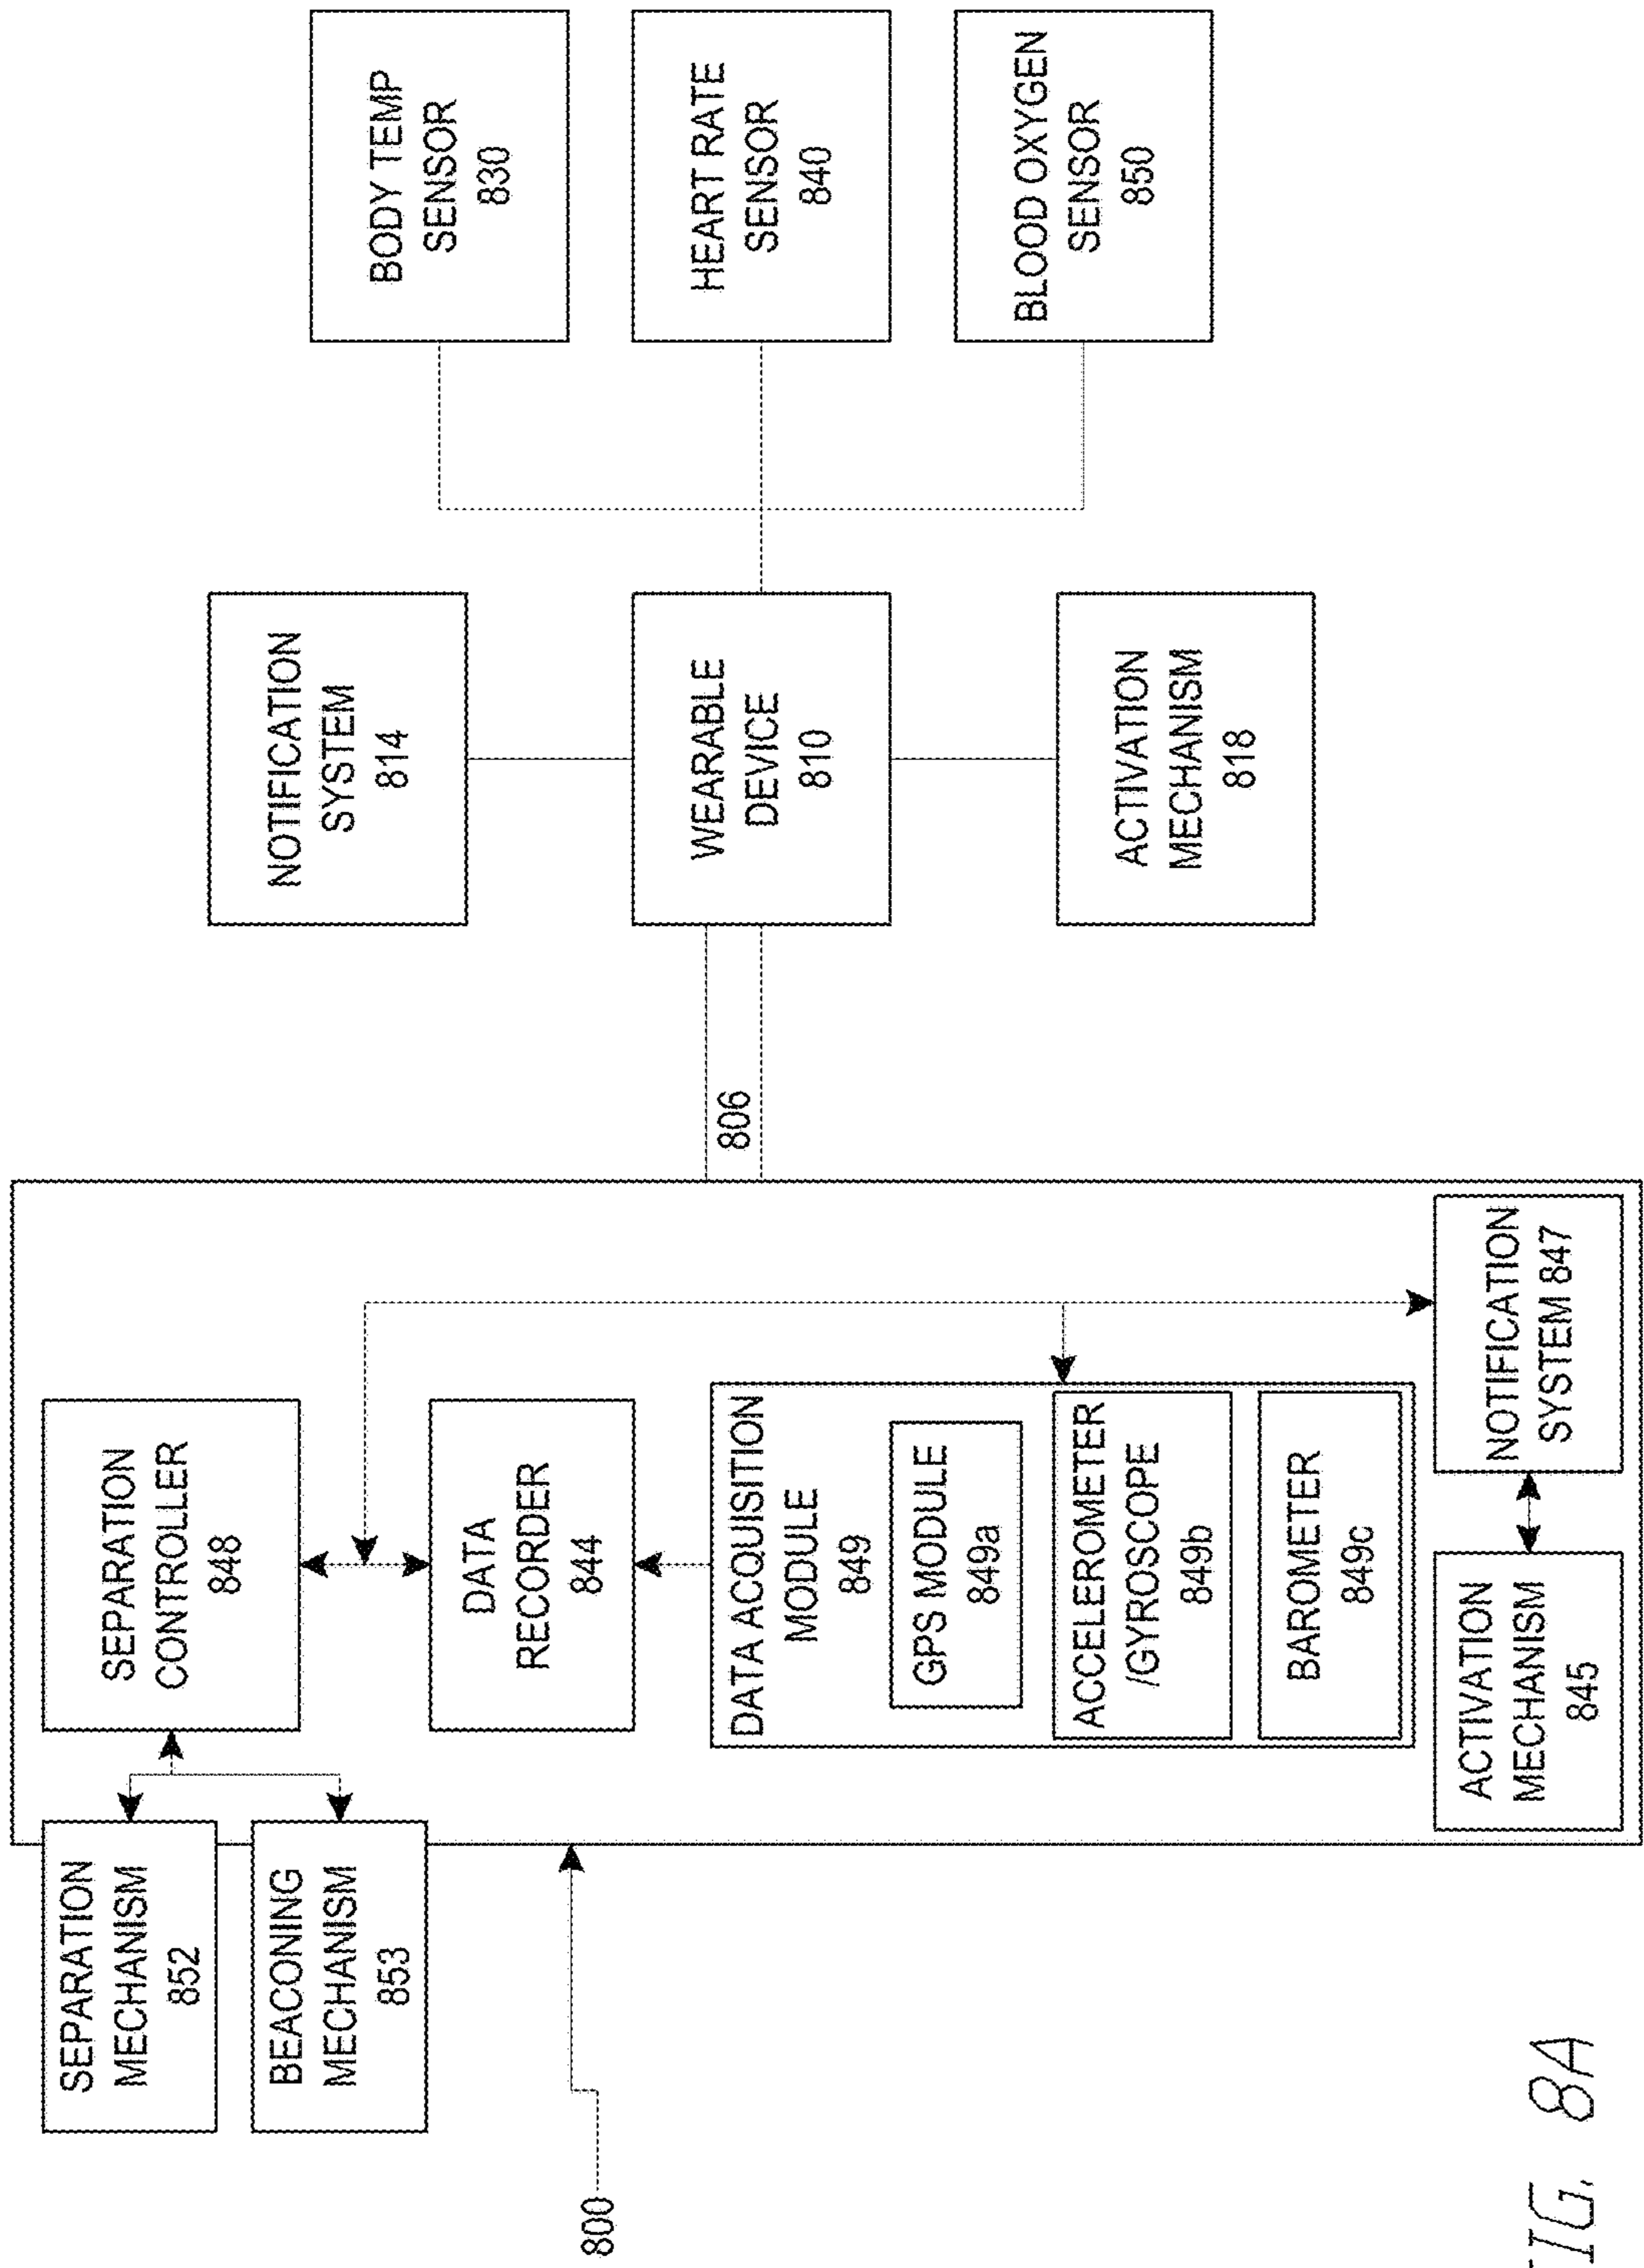 SEPARATION
MECHANISM
852
BEACONING
MECHANISM
853
800
SEPARATION
CONTROLLER
848
DATA
RECORDER
844
DATA ACQUISITION
MODULE
849
GPS MODULE
849a
ACCELEROMETER
/GYROSCOPE
849b
BAROMETER
849c
ACTIVATION
MECHANISM
845
NOTIFICATION
SYSTEM 847
806
NOTIFICATION
SYSTEM
814
WEARABLE
DEVICE
810
ACTIVATION
MECHANISM
818
BODY TEMP
SENSOR
830
HEART RATE
SENSOR
840
BLOOD OXYGEN
SENSOR
850
FIG. 8A